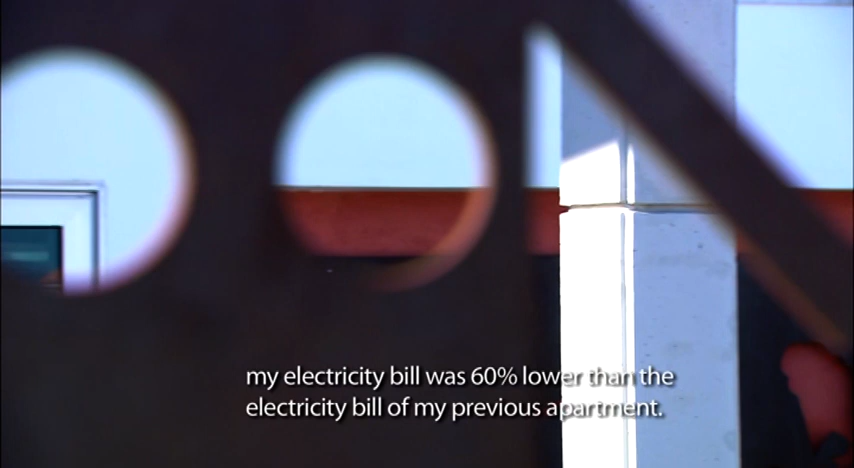 my electricity bill was 60% lower than the
electricity bill of my previous apartment.